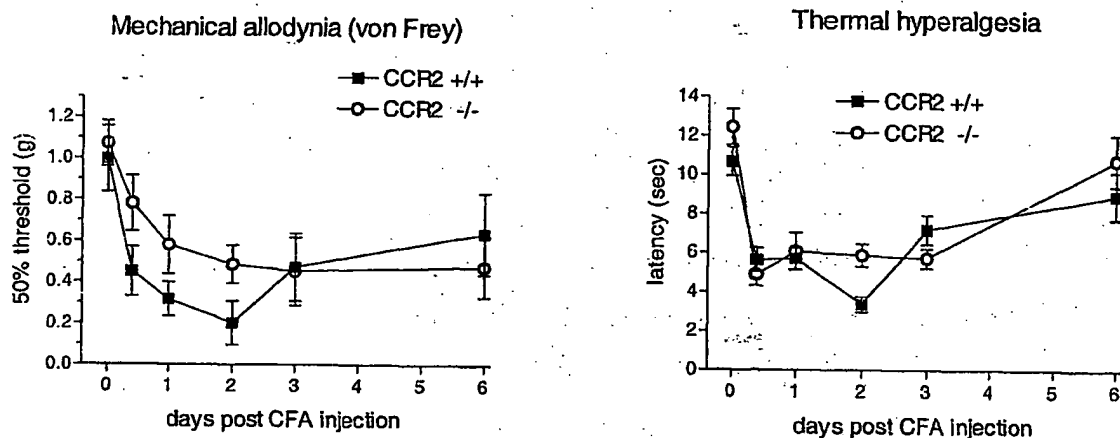 Mechanical allodynia (von Frey)
CCR2 +/+
CCR2 -/-
1.2
1.0
0.8
0.6
0.4
0.2
0.0
50% threshold (g)
0 1 2 3 4 5 6
days post CFA injection
Thermal hyperalgesia
CCR2 +/+
CCR2 -/-
14
12
10
8
6
4
2
0
latency (sec)
0 1 2 3 4 5 6
days post CFA injection